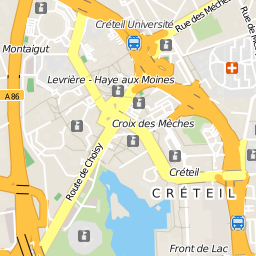 Créteil Université
Rue des Mèches
Montaigut
Levrière - Haye aux Moines
A 86
Croix des Mèches
Route de Choisy
Créteil
CRÉTEIL
Front de Lac